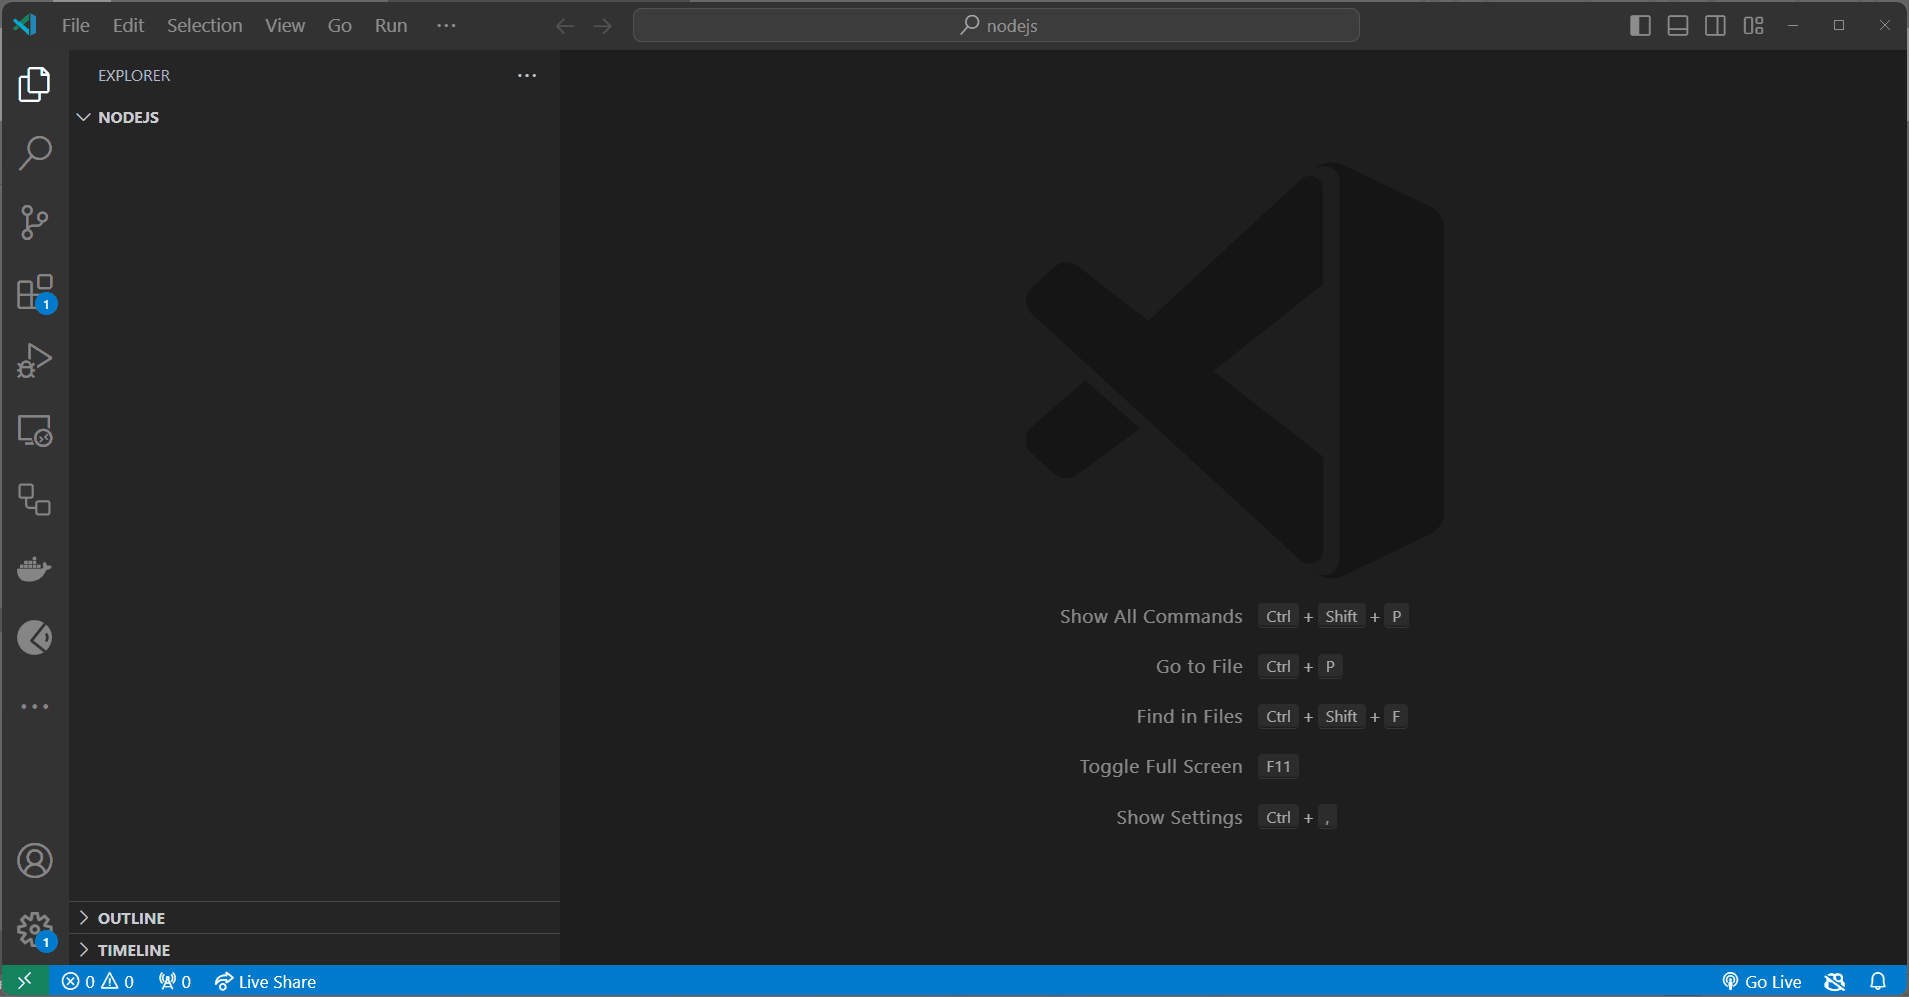 File Edit Selection View Go Run ···
nodejs
EXPLORER ···
NODEJS
1
Show All Commands Ctrl + Shift + P
Go to File Ctrl + P
Find in Files Ctrl + Shift + F
Toggle Full Screen F11
Show Settings Ctrl + ,
OUTLINE
1
TIMELINE
0 0 0 Live Share Go Live